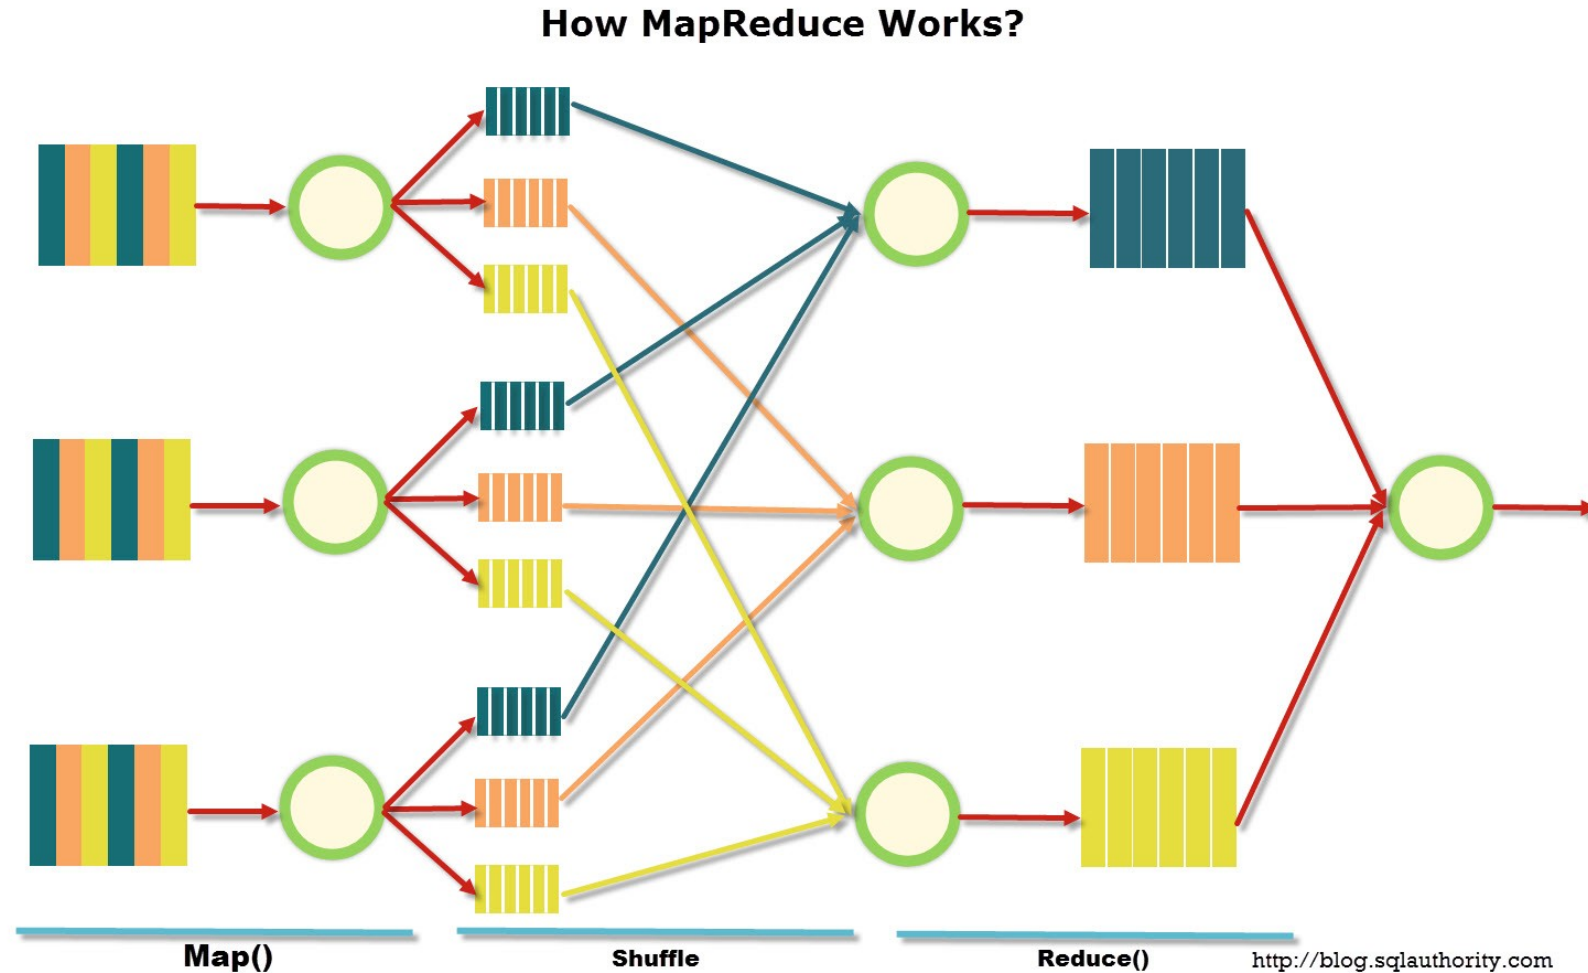 How MapReduce Works?
Map()
Shuffle
Reduce()
http://blog.sqlauthority.com